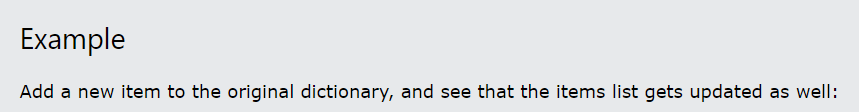 Example
Add a new item to the original dictionary, and see that the items list gets updated as well: